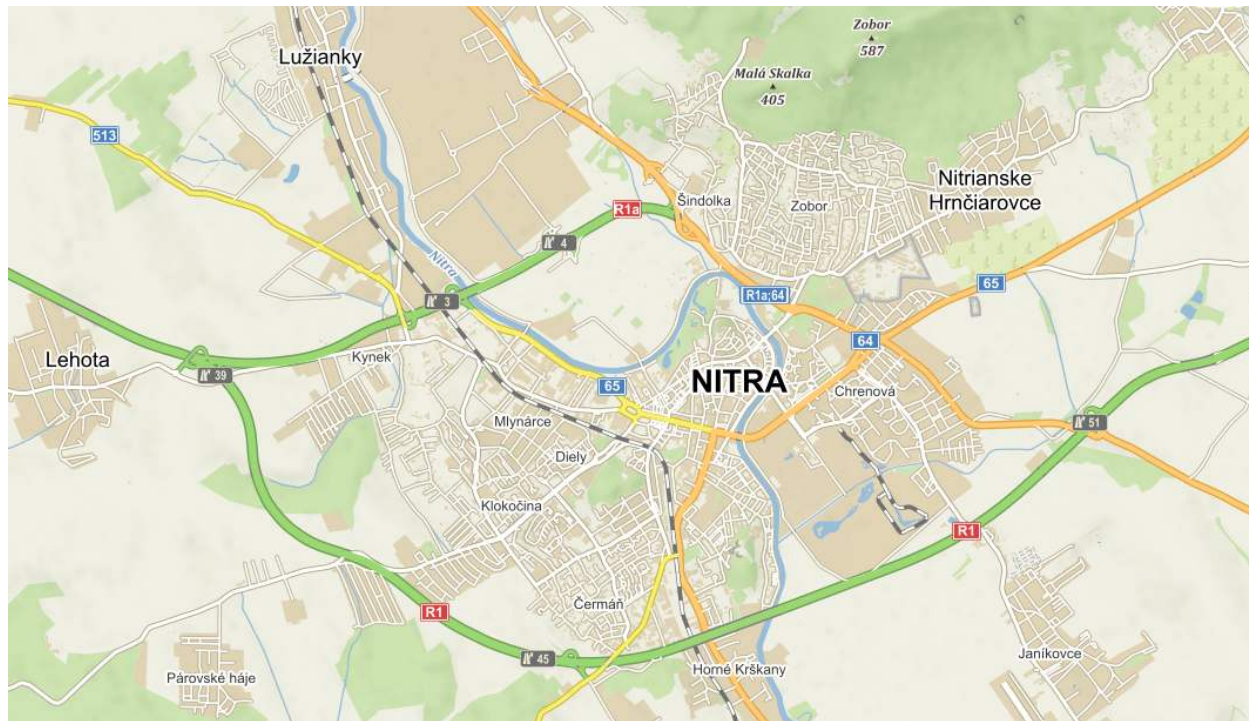 Zobor
587
Lužianky
Malá Skalka
405
513
Nitrianske
Hrnčiarovce
Šindolka
Zobor
R1a
4
Nitra
65
R1a;64
3
64
Kynek
Lehota
39
65
NITRA
Chrenová
Mlynárce
51
Diely
Klokočina
R1
Čermáň
R1
45
Janíkovce
Horné Krškany
Párovské háje